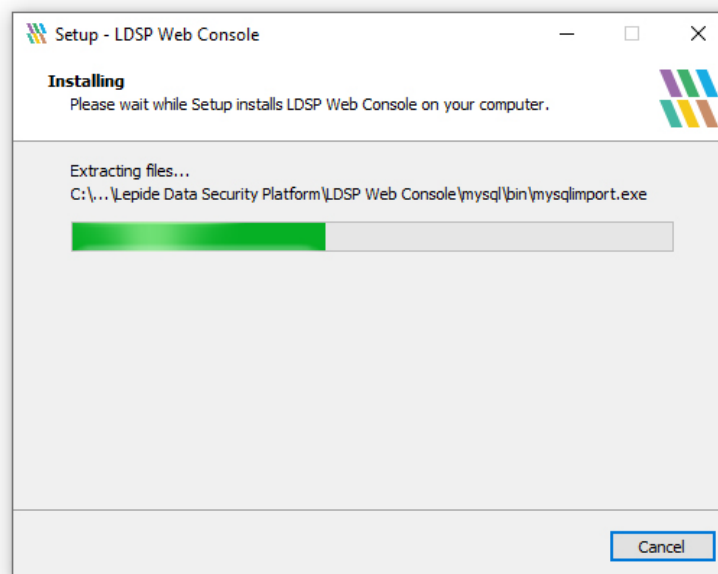 Setup - LDSP Web Console
Installing
Please wait while Setup installs LDSP Web Console on your computer.
Extracting files...
C:\...\Lepide Data Security Platform\LDSP Web Console\mysql\bin\mysqlimport.exe
Cancel